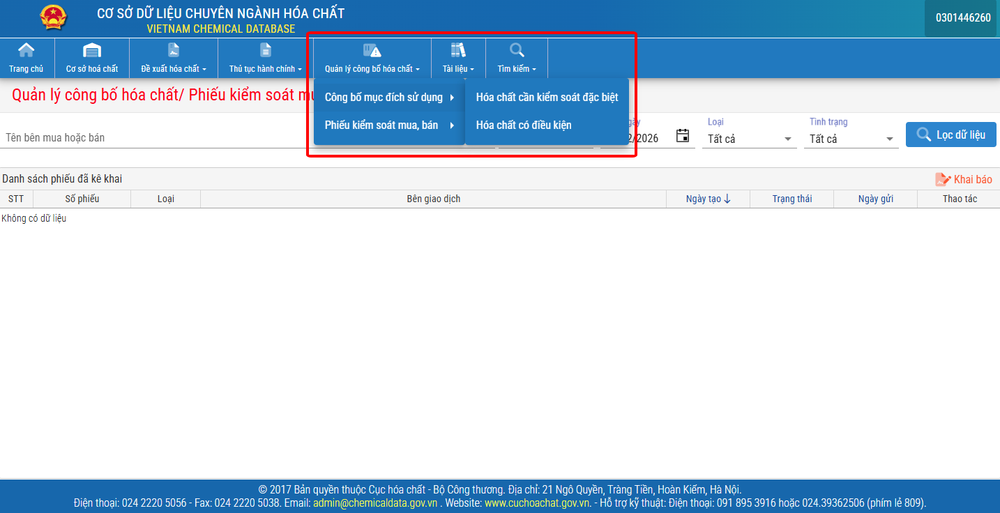 CƠ SỞ DỮ LIỆU CHUYÊN NGÀNH HÓA CHẤT
VIETNAM CHEMICAL DATABASE
0301446260
Trang chủ
Cơ sở hoá chất
Đề xuất hóa chất
Thủ tục hành chính
Quản lý công bố hóa chất
Tài liệu
Tìm kiếm
Quản lý công bố hóa chất/ Phiếu kiểm soát
Công bố mục đích sử dụng
Phiếu kiểm soát mua, bán
Hóa chất cần kiểm soát đặc biệt
Hóa chất có điều kiện
Tên bên mua hoặc bán
/2026
Loại
Tất cả
Tình trạng
Tất cả
Lọc dữ liệu
Danh sách phiếu đã kê khai
Khai báo
STT Số phiếu Loại Bên giao dịch Ngày tạo Trạng thái Ngày gửi Thao tác
Không có dữ liệu
© 2017 Bản quyền thuộc Cục hóa chất - Bộ Công thương. Địa chỉ: 21 Ngô Quyền, Tràng Tiền, Hoàn Kiếm, Hà Nội.
Điện thoại: 024 2220 5056 - Fax: 024 2220 5038. Email: admin@chemicaldata.gov.vn . Website: www.cuchoachat.gov.vn. - Hỗ trợ kỹ thuật: Điện thoại: 091 895 3916 hoặc 024.39362506 (phím lẻ 809).